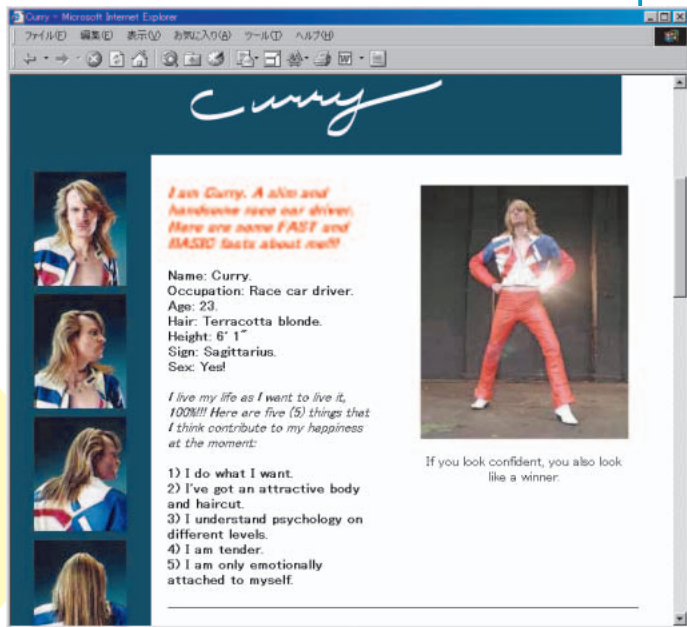 Curry - Microsoft Internet Explorer
ファイル(F) 編集(E) 表示(V) お気に入り(A) ツール(T) ヘルプ(H)
Curry
I am Curry. A slim and
handsome race car driver.
Here are some FAST and
BASIC facts about me!!!
Name: Curry.
Occupation: Race car driver.
Age: 23.
Hair: Terracotta blonde.
Height: 6' 1"
Sign: Sagittarius.
Sex: Yes!
I live my life as I want to live it,
100%!!! Here are five (5) things that
I think contribute to my happiness
at the moment:
1) I do what I want.
2) I've got an attractive body
and haircut.
3) I understand psychology on
different levels.
4) I am tender.
5) I am only emotionally
attached to myself.
If you look confident, you also look
like a winner.